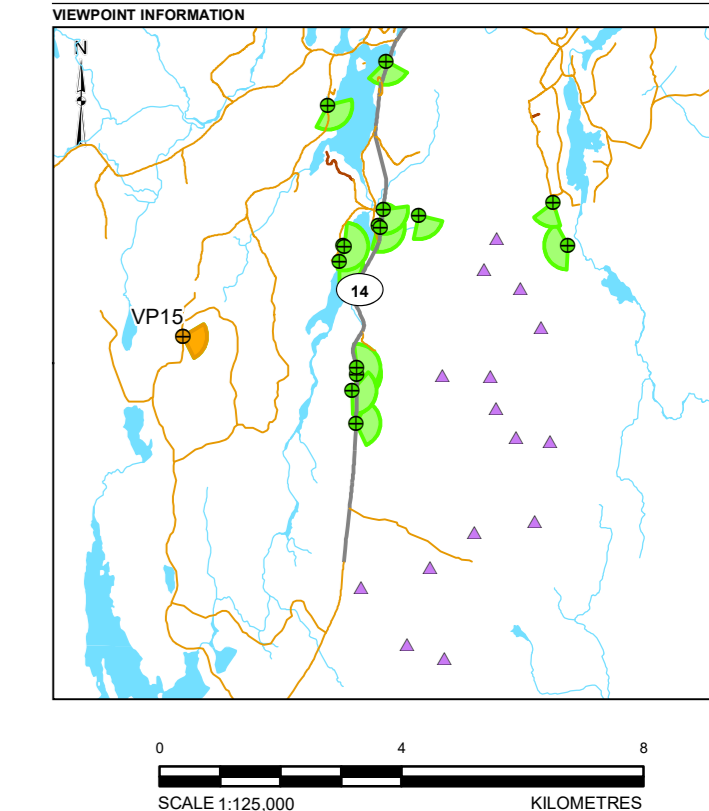 VIEWPOINT INFORMATION
N
14
VP15
0 4 8
SCALE 1:125,000 KILOMETRES